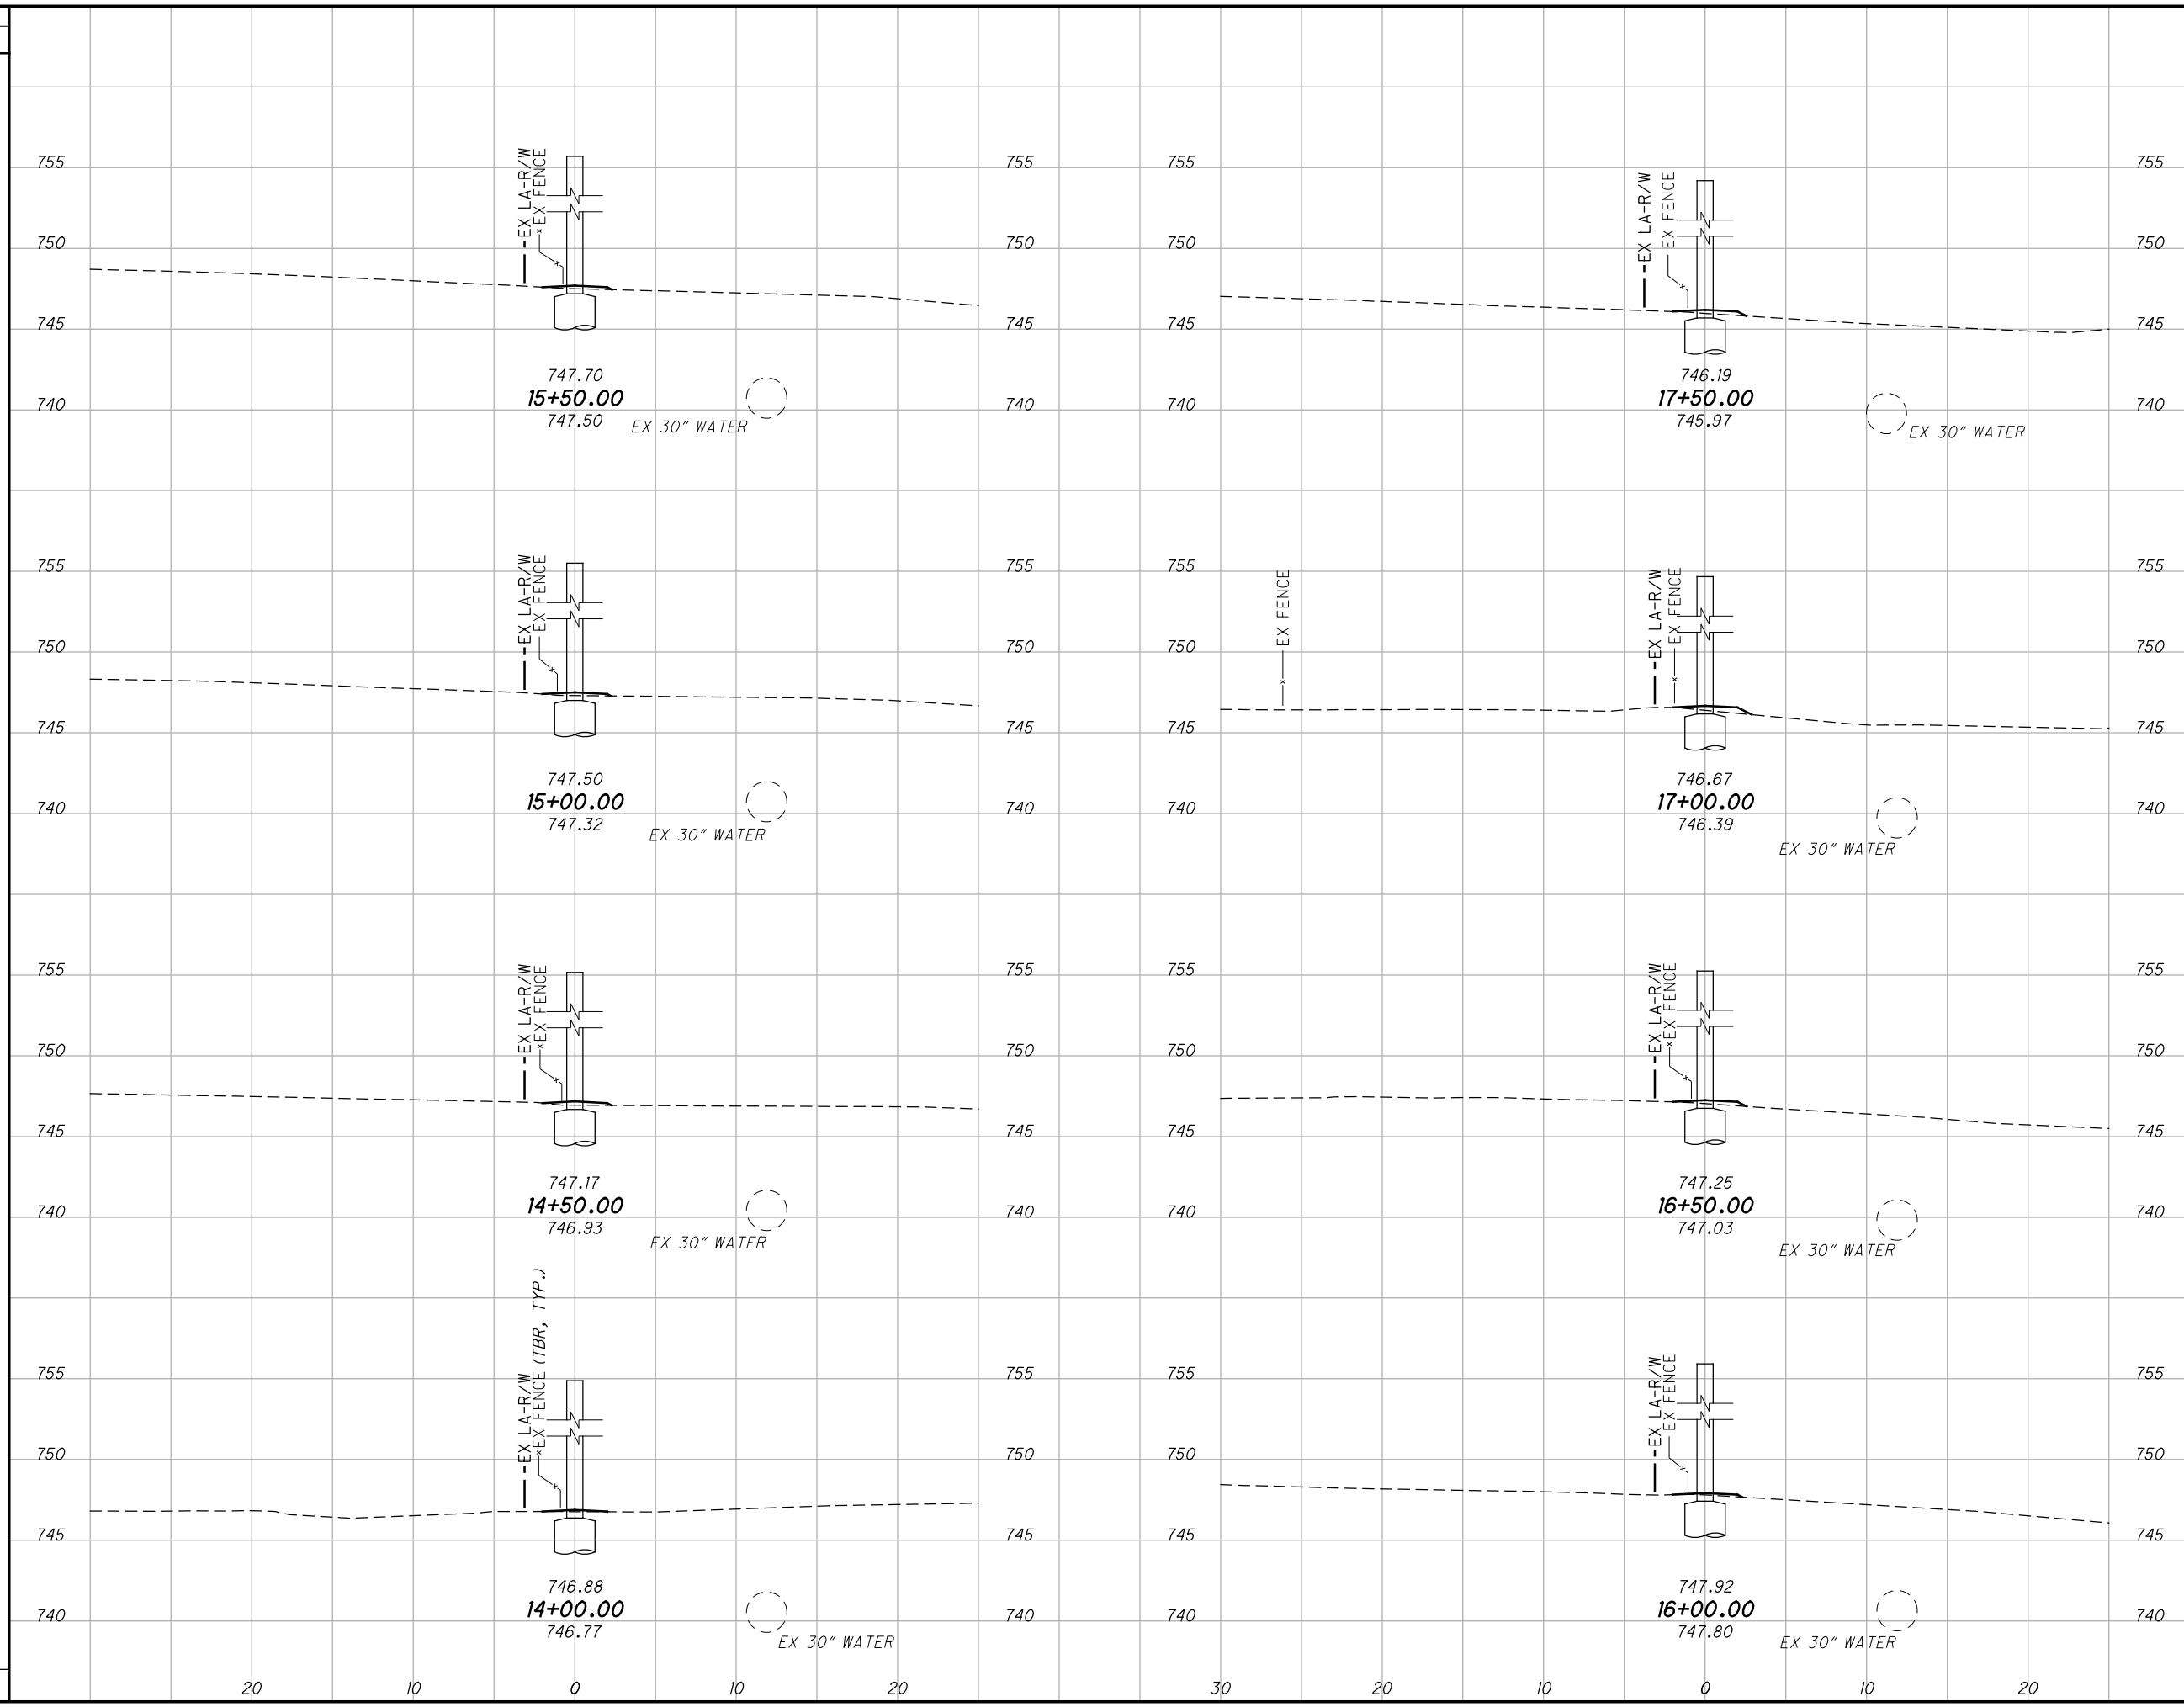 EX LA-R/W
EX FENCE
755 755
750 750
745 745
740 740
747.70
15+50.00
747.50
EX 30" WATER
EX LA-R/W
EX FENCE
755 755
750 750
745 745
740 740
746.19
17+50.00
745.97
EX 30" WATER
EX LA-R/W
EX FENCE
755 755
750 750
745 745
740 740
747.50
15+00.00
747.32
EX 30" WATER
EX FENCE
EX LA-R/W
EX FENCE
755 755
750 750
745 745
740 740
746.67
17+00.00
746.39
EX 30" WATER
EX LA-R/W
EX FENCE
755 755
750 750
745 745
740 740
747.17
14+50.00
746.93
EX 30" WATER
EX LA-R/W
EX FENCE
755 755
750 750
745 745
740 740
747.25
16+50.00
747.03
EX 30" WATER
EX LA-R/W
EX FENCE (TBR, TYP.)
755 755
750 750
745 745
740 740
746.88
14+00.00
746.77
EX 30" WATER
EX LA-R/W
EX FENCE
755 755
750 750
745 745
740 740
747.92
16+00.00
747.80
EX 30" WATER
20 10 0 10 20 30 20 10 0 10 20